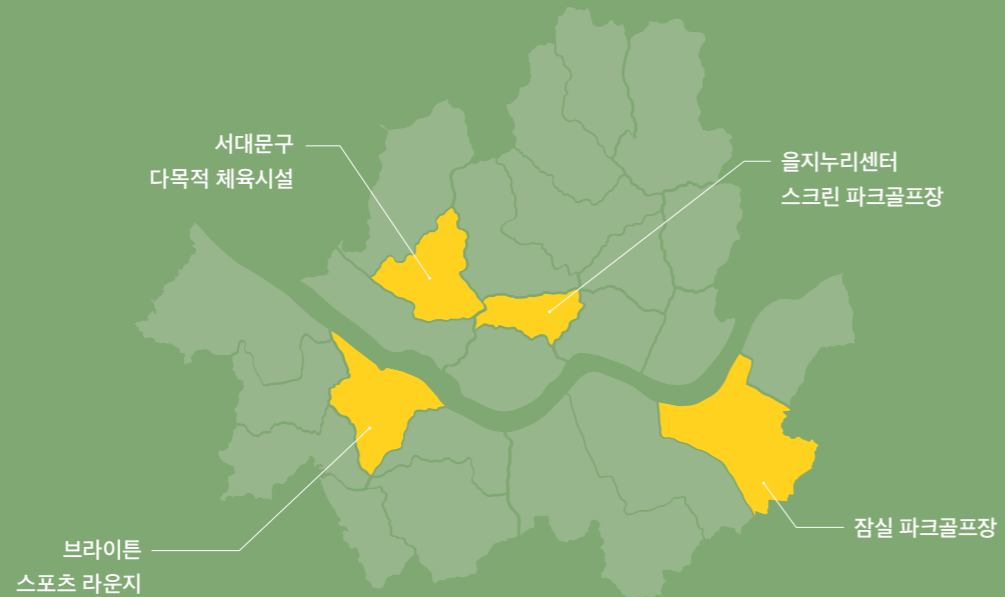 서대문구
다목적 체육시설
을지누리센터
스크린 파크골프장
브라이튼
스포츠 라운지
잠실 파크골프장